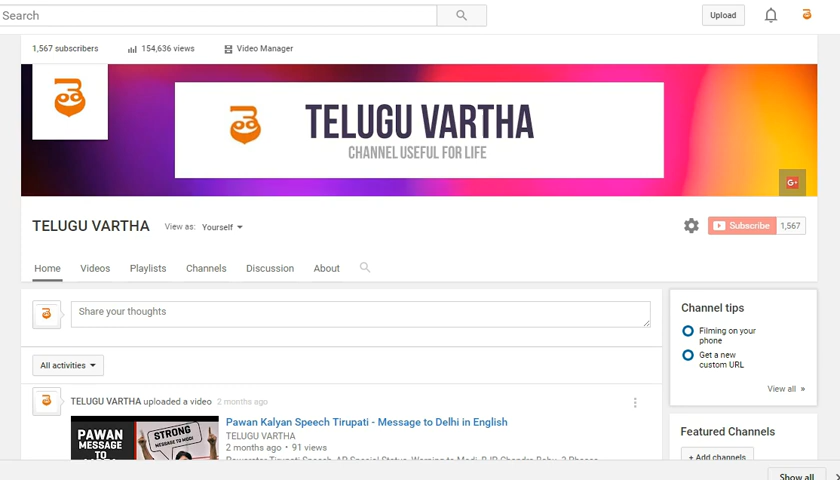 Search
Upload
1,567 subscribers
154,636 views
Video Manager
తె
తె
TELUGU VARTHA
CHANNEL USEFUL FOR LIFE
G+
TELUGU VARTHA
View as: Yourself
Subscribe 1,567
Home Videos Playlists Channels Discussion About
Share your thoughts
Channel tips
Filming on your
phone
Get a new
custom URL
View all »
All activities
TELUGU VARTHA uploaded a video 2 months ago
PAWAN
MESSAGE
STRONG
MESSAGE TO MODI
Pawan Kalyan Speech Tirupati - Message to Delhi in English
TELUGU VARTHA
2 months ago • 91 views
Featured Channels
+ Add channels
Show all